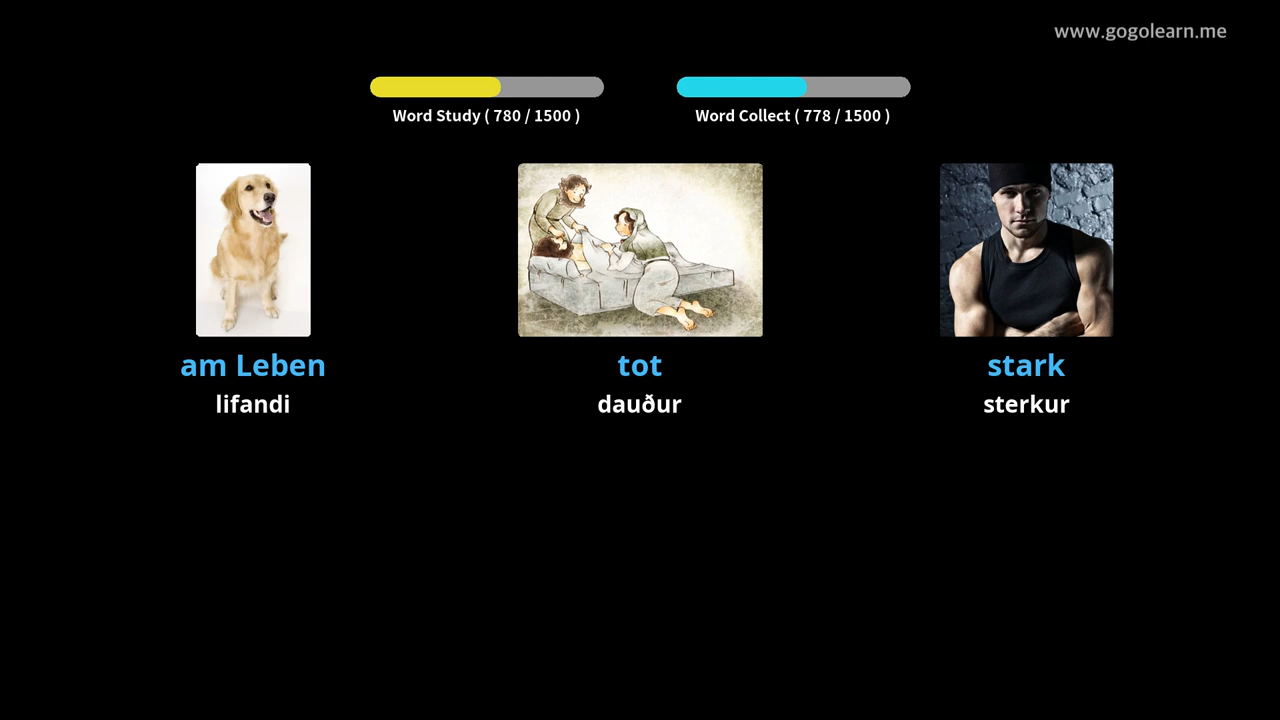 www.gogolearn.me
Word Study ( 780 / 1500 )
Word Collect ( 778 / 1500 )
am Leben
lifandi
tot
dauður
stark
sterkur